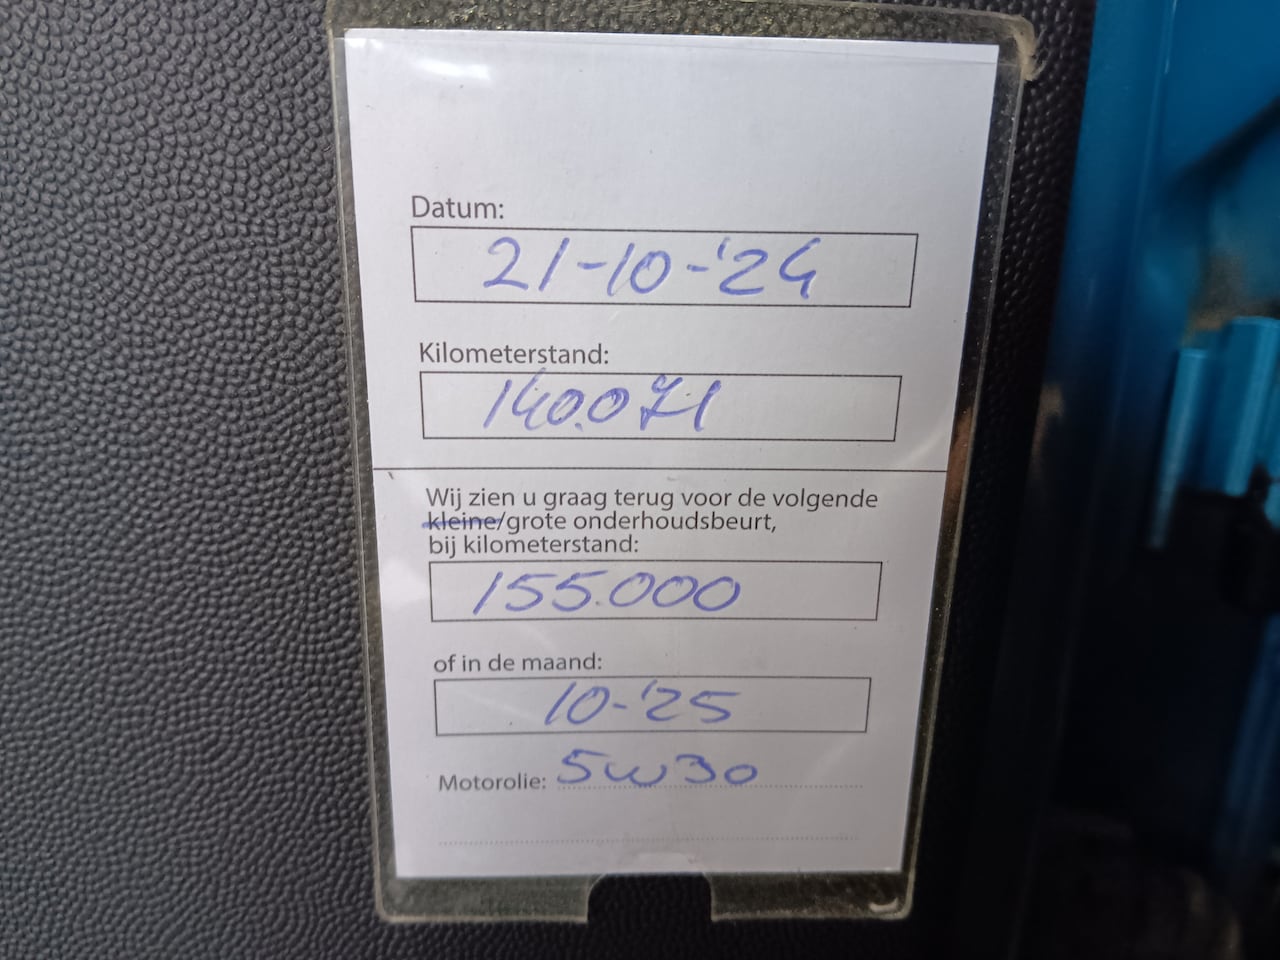 Datum:
21-10-'24
Kilometerstand:
140.071
Wij zien u graag terug voor de volgende
kleine/grote onderhoudsbeurt,
bij kilometerstand:
155.000
of in de maand:
10-'25
Motorolie: 5w30